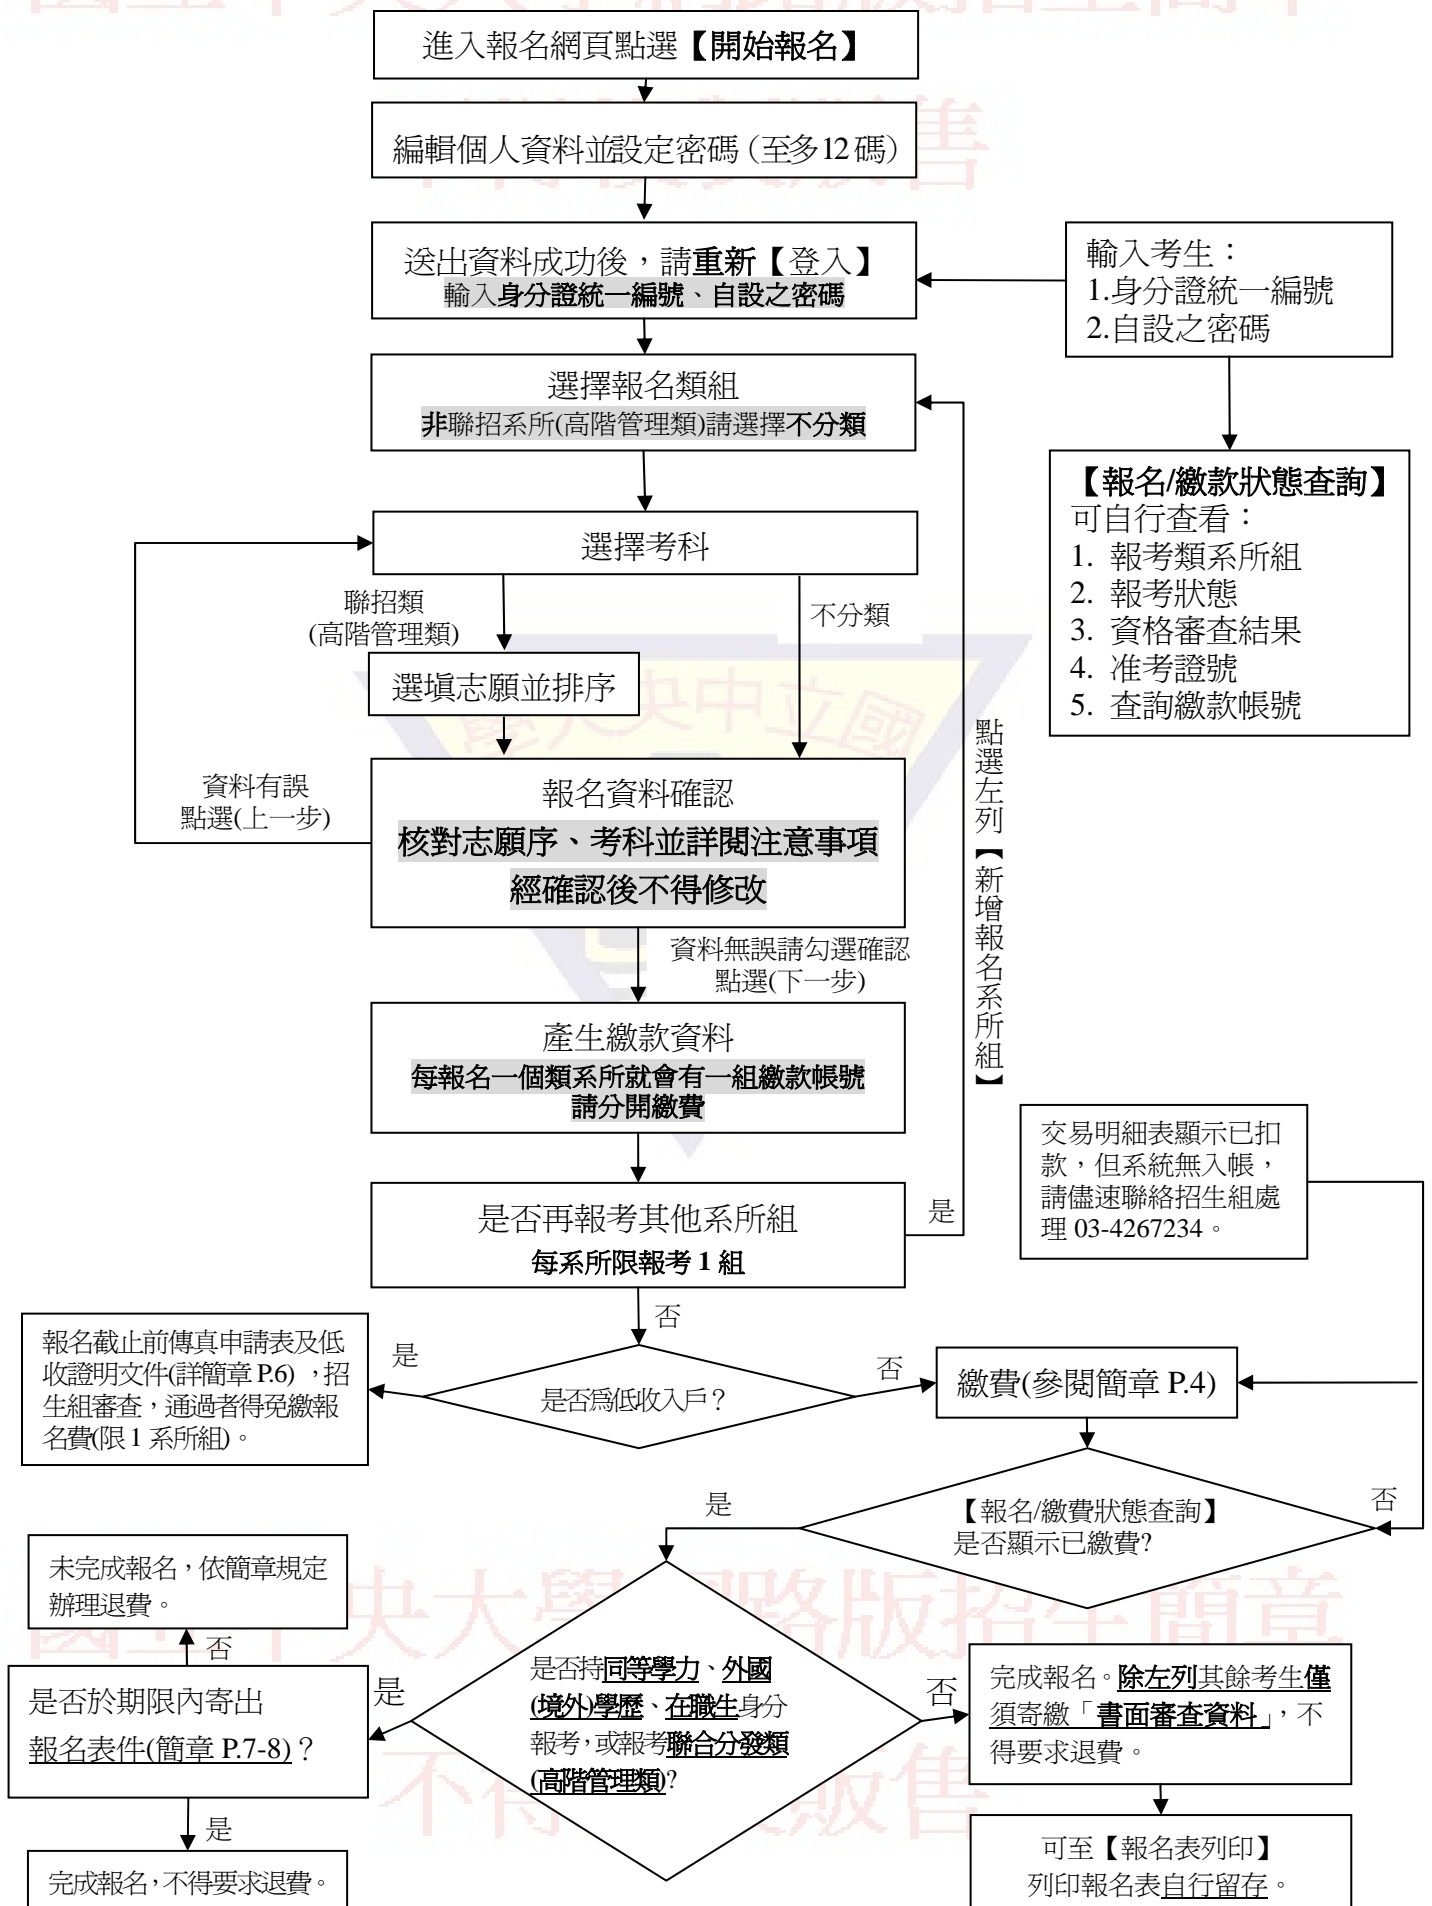 進入報名網頁點選【開始報名】
編輯個人資料並設定密碼（至多12碼）
送出資料成功後，請重新【登入】
輸入身分證統一編號、自設之密碼
輸入考生：
1.身分證統一編號
2.自設之密碼
選擇報名類組
非聯招系所(高階管理類)請選擇不分類
【報名/繳款狀態查詢】
可自行查看：
1. 報考類系所組
2. 報考狀態
3. 資格審查結果
4. 准考證號
5. 查詢繳款帳號
選擇考科
聯招類
(高階管理類)
不分類
選填志願並排序
點選左列【新增報名系所組】
資料有誤
點選(上一步)
報名資料確認
核對志願序、考科並詳閱注意事項
經確認後不得修改
資料無誤請勾選確認
點選(下一步)
產生繳款資料
每報名一個類系所就會有一組繳款帳號
請分開繳費
交易明細表顯示已扣
款，但系統無入帳，
請儘速聯絡招生組處
理 03-4267234。
是否再報考其他系所組
每系所限報考 1 組
是
否
報名截止前傳真申請表及低
收證明文件(詳簡章 P.6)，招
生組審查，通過者得免繳報
名費(限 1 系所組)。
是
是否為低收入戶？
否
繳費(參閱簡章 P.4)
【報名/繳費狀態查詢】
是否顯示已繳費?
是
否
未完成報名，依簡章規定
辦理退費。
否
是否於期限內寄出
報名表件(簡章 P.7-8)？
是
是否持同等學力、外國
(境外)學歷、在職生身分
報考，或報考聯合分發類
(高階管理類)?
否
完成報名。除左列其餘考生僅
須寄繳「書面審查資料」，不
得要求退費。
是
完成報名，不得要求退費。
可至【報名表列印】
列印報名表自行留存。
國立中央大學網路版招生簡章
不得轉載販售
國立中央大學